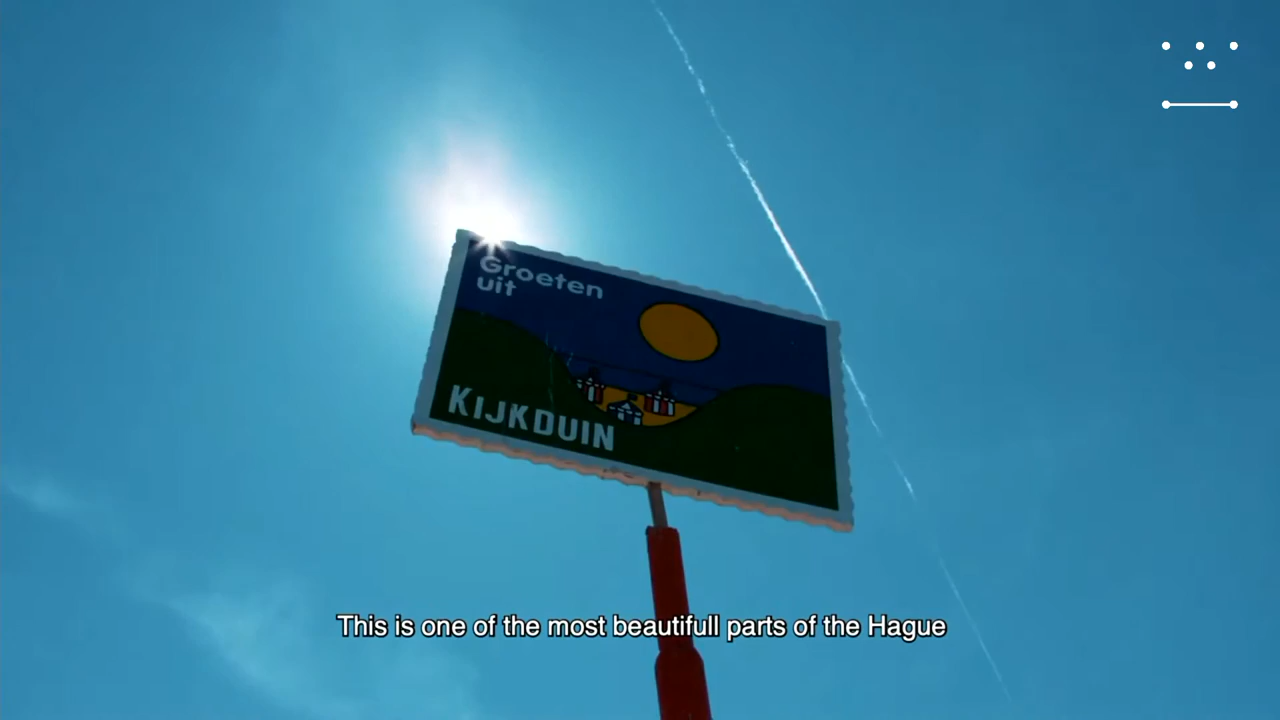 Groeten
uit
KIJKDUIN
This is one of the most beautifull parts of the Hague